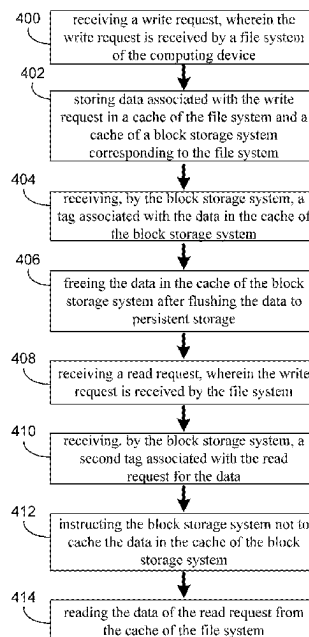 400
receiving a write request, wherein the
write request is received by a file system
of the computing device
402
storing data associated with the write
request in a cache of the file system and a
cache of a block storage system
corresponding to the file system
404
receiving, by the block storage system, a
tag associated with the data in the cache of
the block storage system
406
freeing the data in the cache of the block
storage system after flushing the data to
persistent storage
408
receiving a read request, wherein the write
request is received by the file system
410
receiving, by the block storage system, a
second tag associated with the read
request for the data
412
instructing the block storage system not to
cache the data in the cache of the block
storage system
414
reading the data of the read request from
the cache of the file system